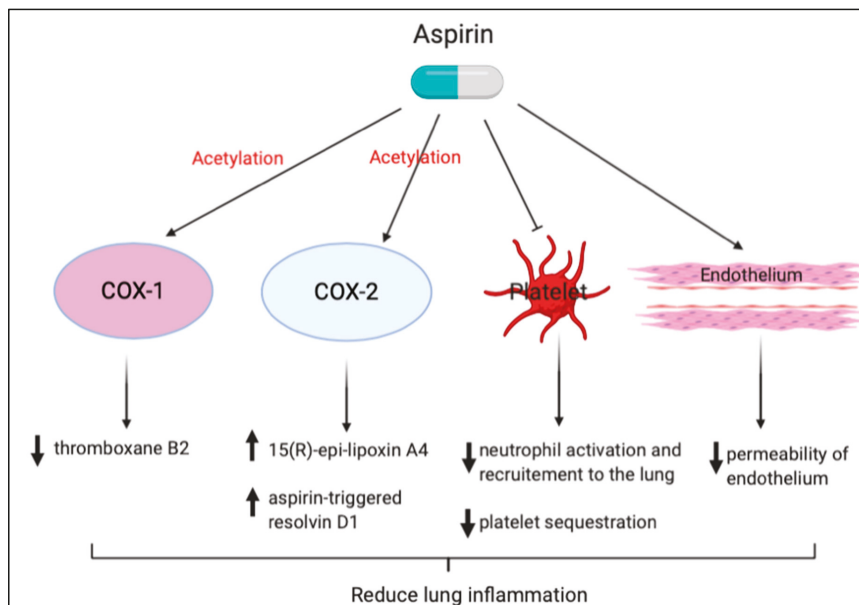 Aspirin
Acetylation
Acetylation
COX-1
COX-2
Platelet
Endothelium
thromboxane B2
15(R)-epi-lipoxin A4
aspirin-triggered
resolvin D1
neutrophil activation and
recruitement to the lung
platelet sequestration
permeability of
endothelium
Reduce lung inflammation